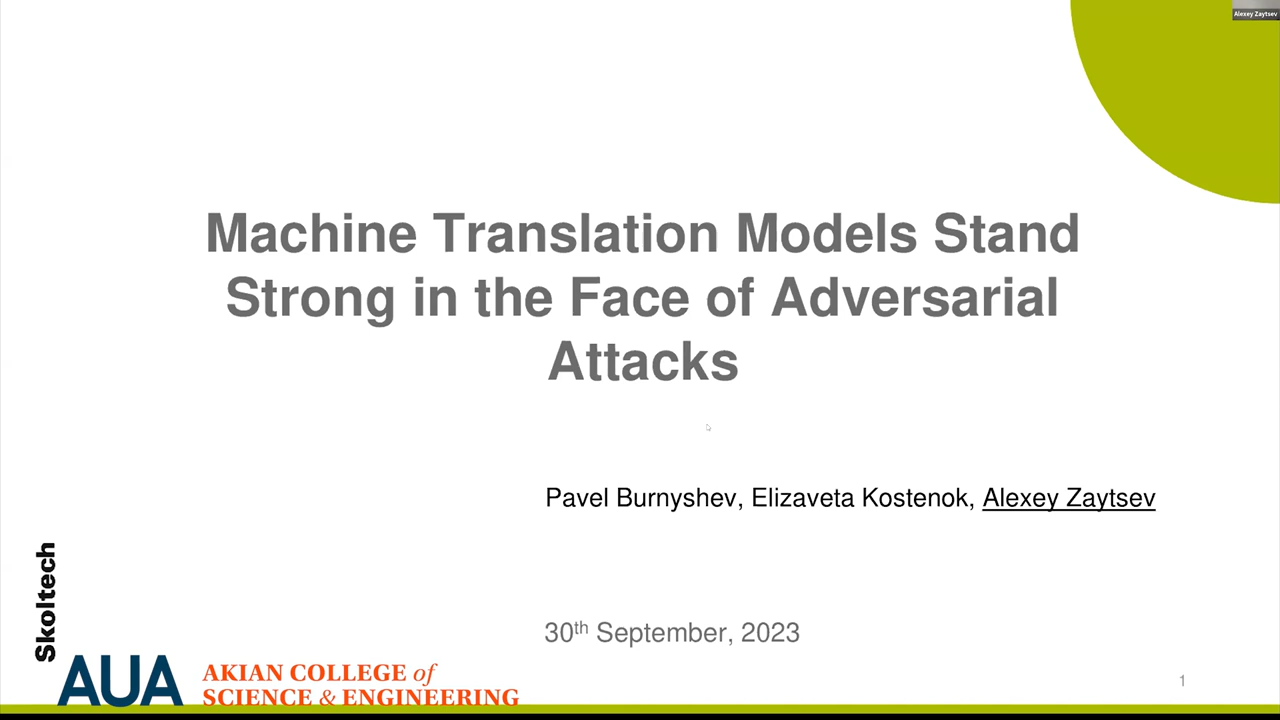 Alexey Zaytsev
Machine Translation Models Stand
Strong in the Face of Adversarial
Attacks
Pavel Burnyshev, Elizaveta Kostenok, Alexey Zaytsev
30th September, 2023
Skoltech
AUA
AKIAN COLLEGE of
SCIENCE & ENGINEERING
1